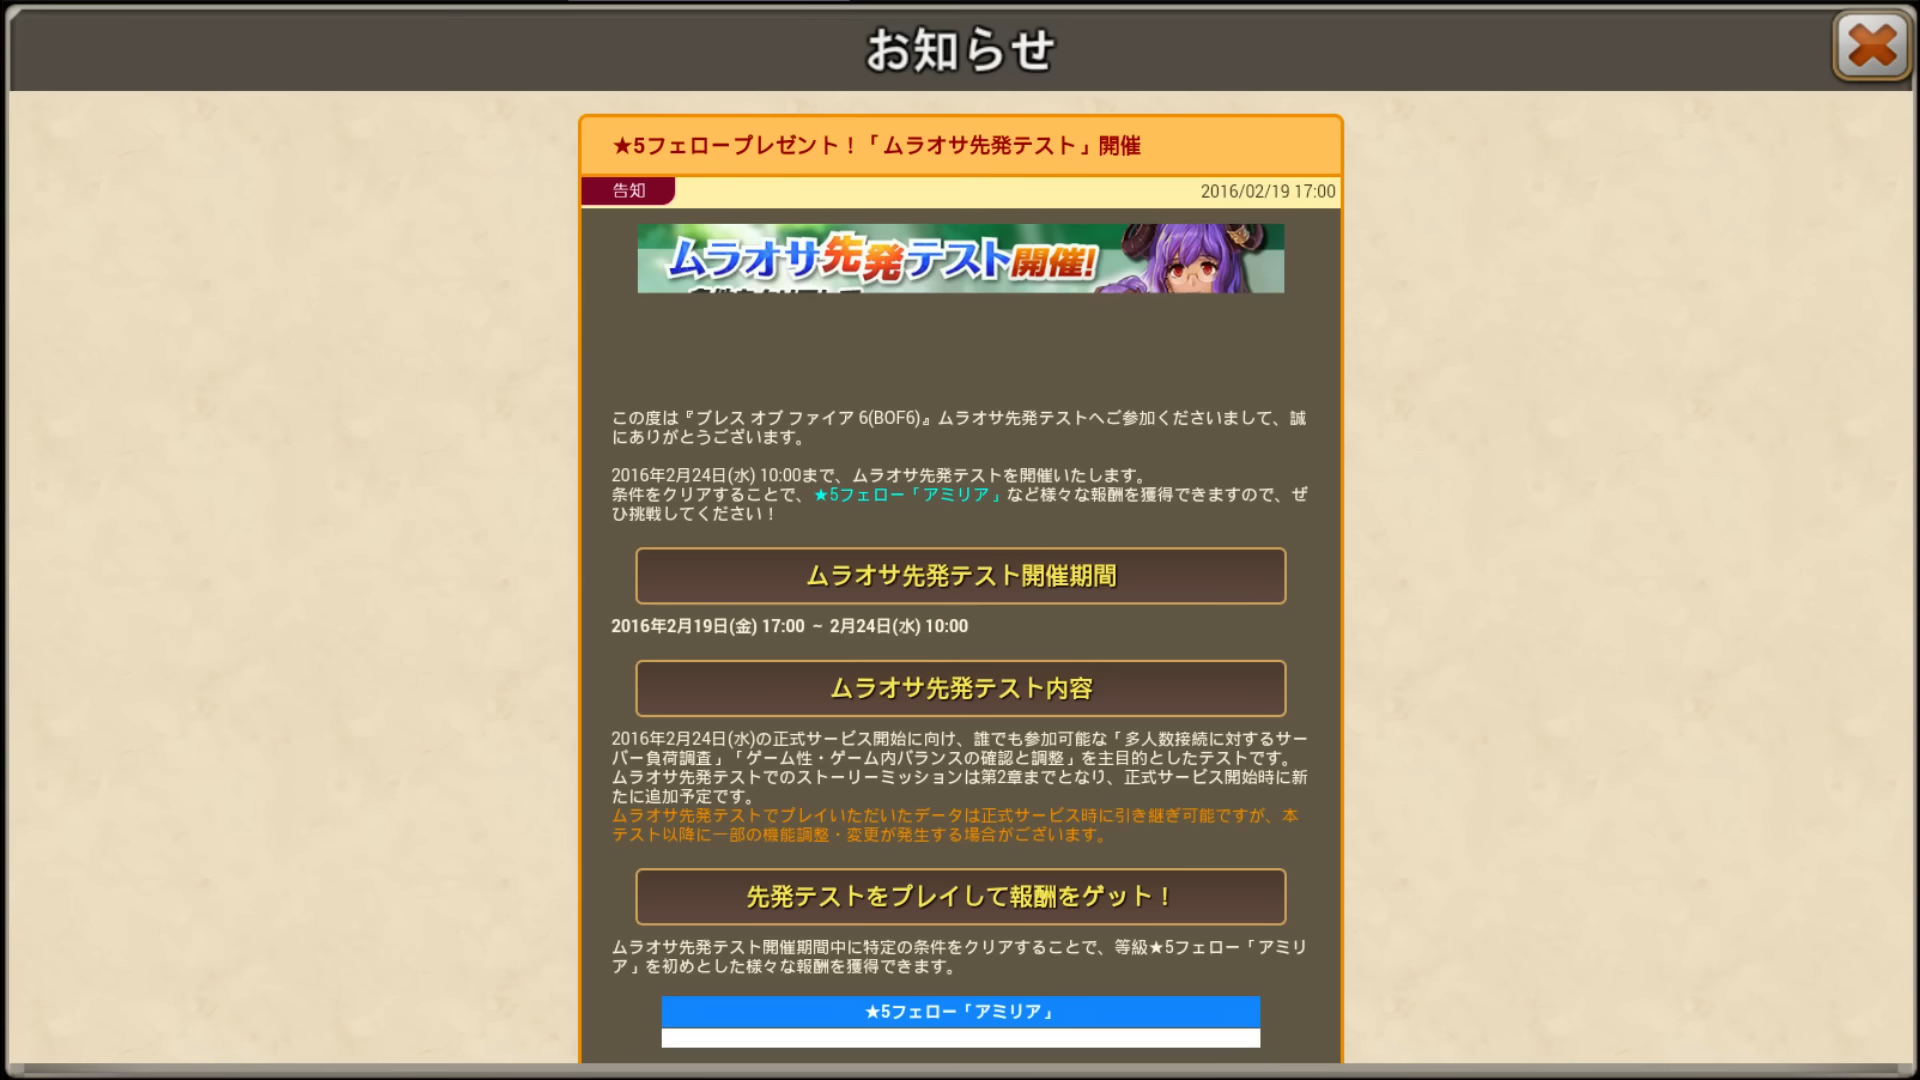 お知らせ
★5フェロープレゼント！「ムラオサ先発テスト」開催
告知
2016/02/19 17:00
ムラオサ先発テスト開催!
この度は『ブレス オブ ファイア 6(BOF6)』ムラオサ先発テストへご参加くださいまして、誠
にありがとうございます。
2016年2月24日(水) 10:00まで、ムラオサ先発テストを開催いたします。
条件をクリアすることで、★5フェロー「アミリア」など様々な報酬を獲得できますので、ぜ
ひ挑戦してください！
ムラオサ先発テスト開催期間
2016年2月19日(金) 17:00 ～ 2月24日(水) 10:00
ムラオサ先発テスト内容
2016年2月24日(水)の正式サービス開始に向け、誰でも参加可能な「多人数接続に対するサー
バー負荷調査」「ゲーム性・ゲーム内バランスの確認と調整」を主目的としたテストです。
ムラオサ先発テストでのストーリーミッションは第2章までとなり、正式サービス開始時に新
たに追加予定です。
ムラオサ先発テストでプレイいただいたデータは正式サービス時に引き継ぎ可能ですが、本
テスト以降に一部の機能調整・変更が発生する場合がございます。
先発テストをプレイして報酬をゲット！
ムラオサ先発テスト開催期間中に特定の条件をクリアすることで、等級★5フェロー「アミリ
ア」を初めとした様々な報酬を獲得できます。
★5フェロー「アミリア」